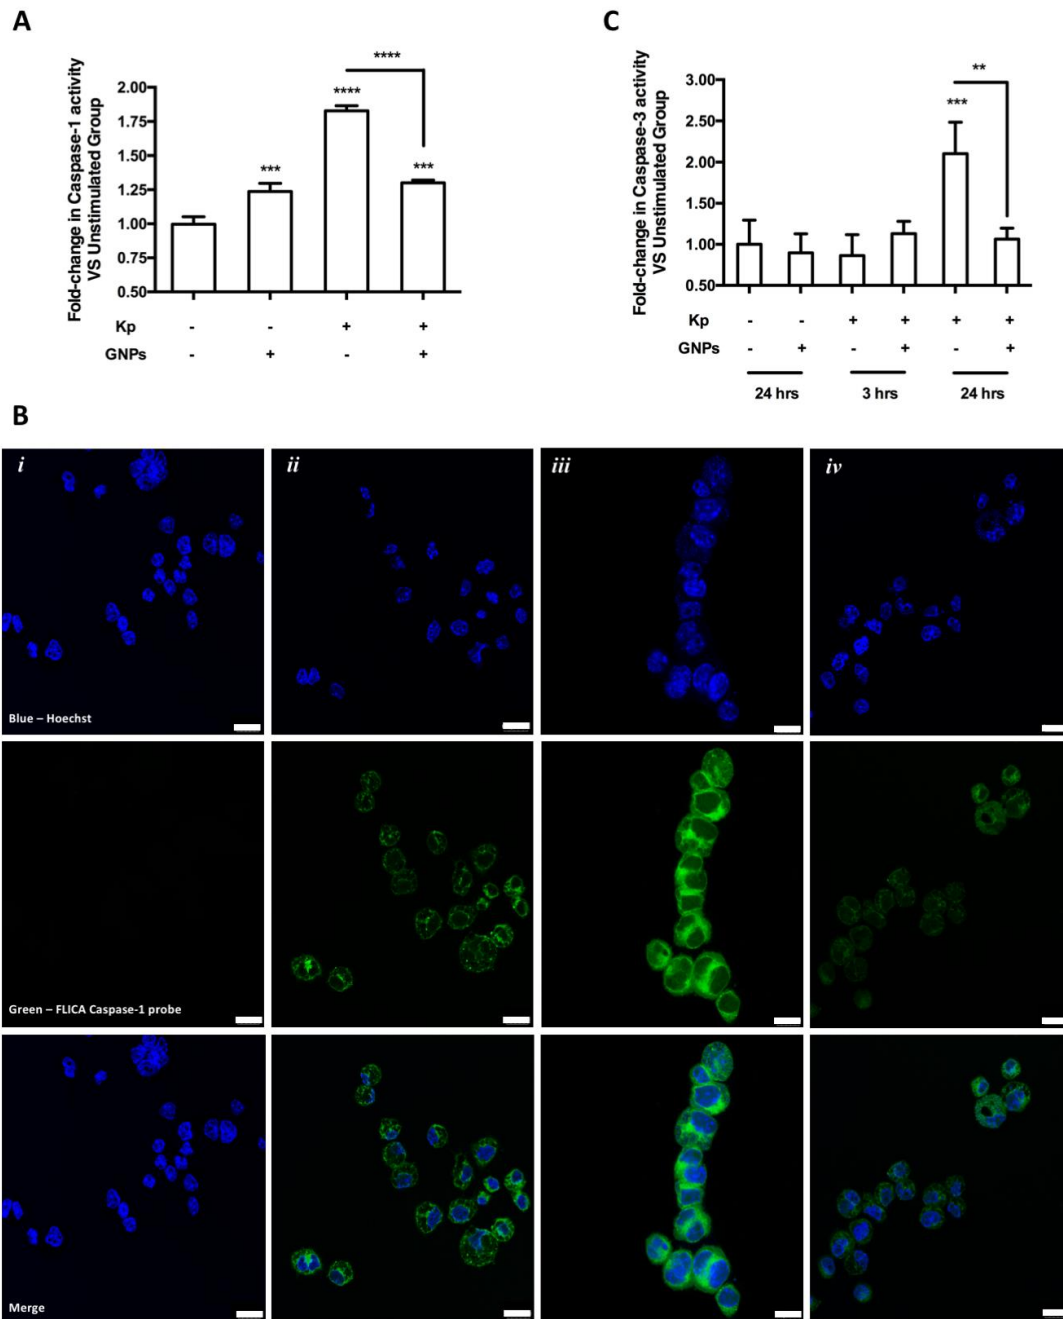 A
Fold-change in Caspase-1 activity
VS Unstimulated Group
2.00
1.75
1.50
1.25
1.00
0.75
0.50
***
****
***
****
Kp - - + +
GNPs - + - +
C
Fold-change in Caspase-3 activity
VS Unstimulated Group
3.00
2.50
2.00
1.50
1.00
0.50
***
**
Kp - - + + + +
GNPs - + - + - +
24 hrs 3 hrs 24 hrs
B
i ii iii iv
Blue – Hoechst
Green – FLICA Caspase-1 probe
Merge